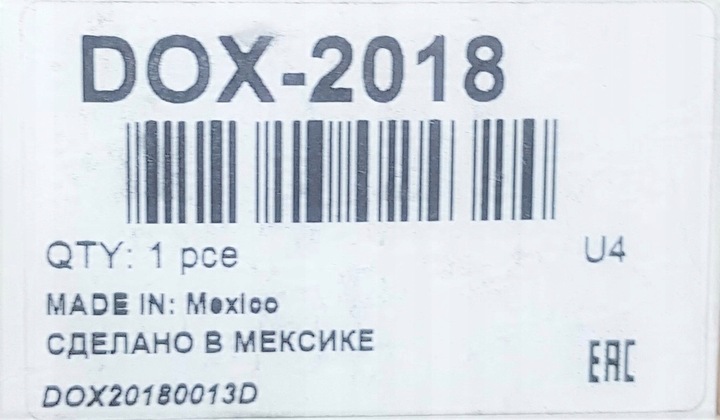 DOX-2018
QTY: 1 pce
U4
MADE IN: Mexico
СДЕЛАНО В МЕКСИКЕ
EAC
DOX20180013D